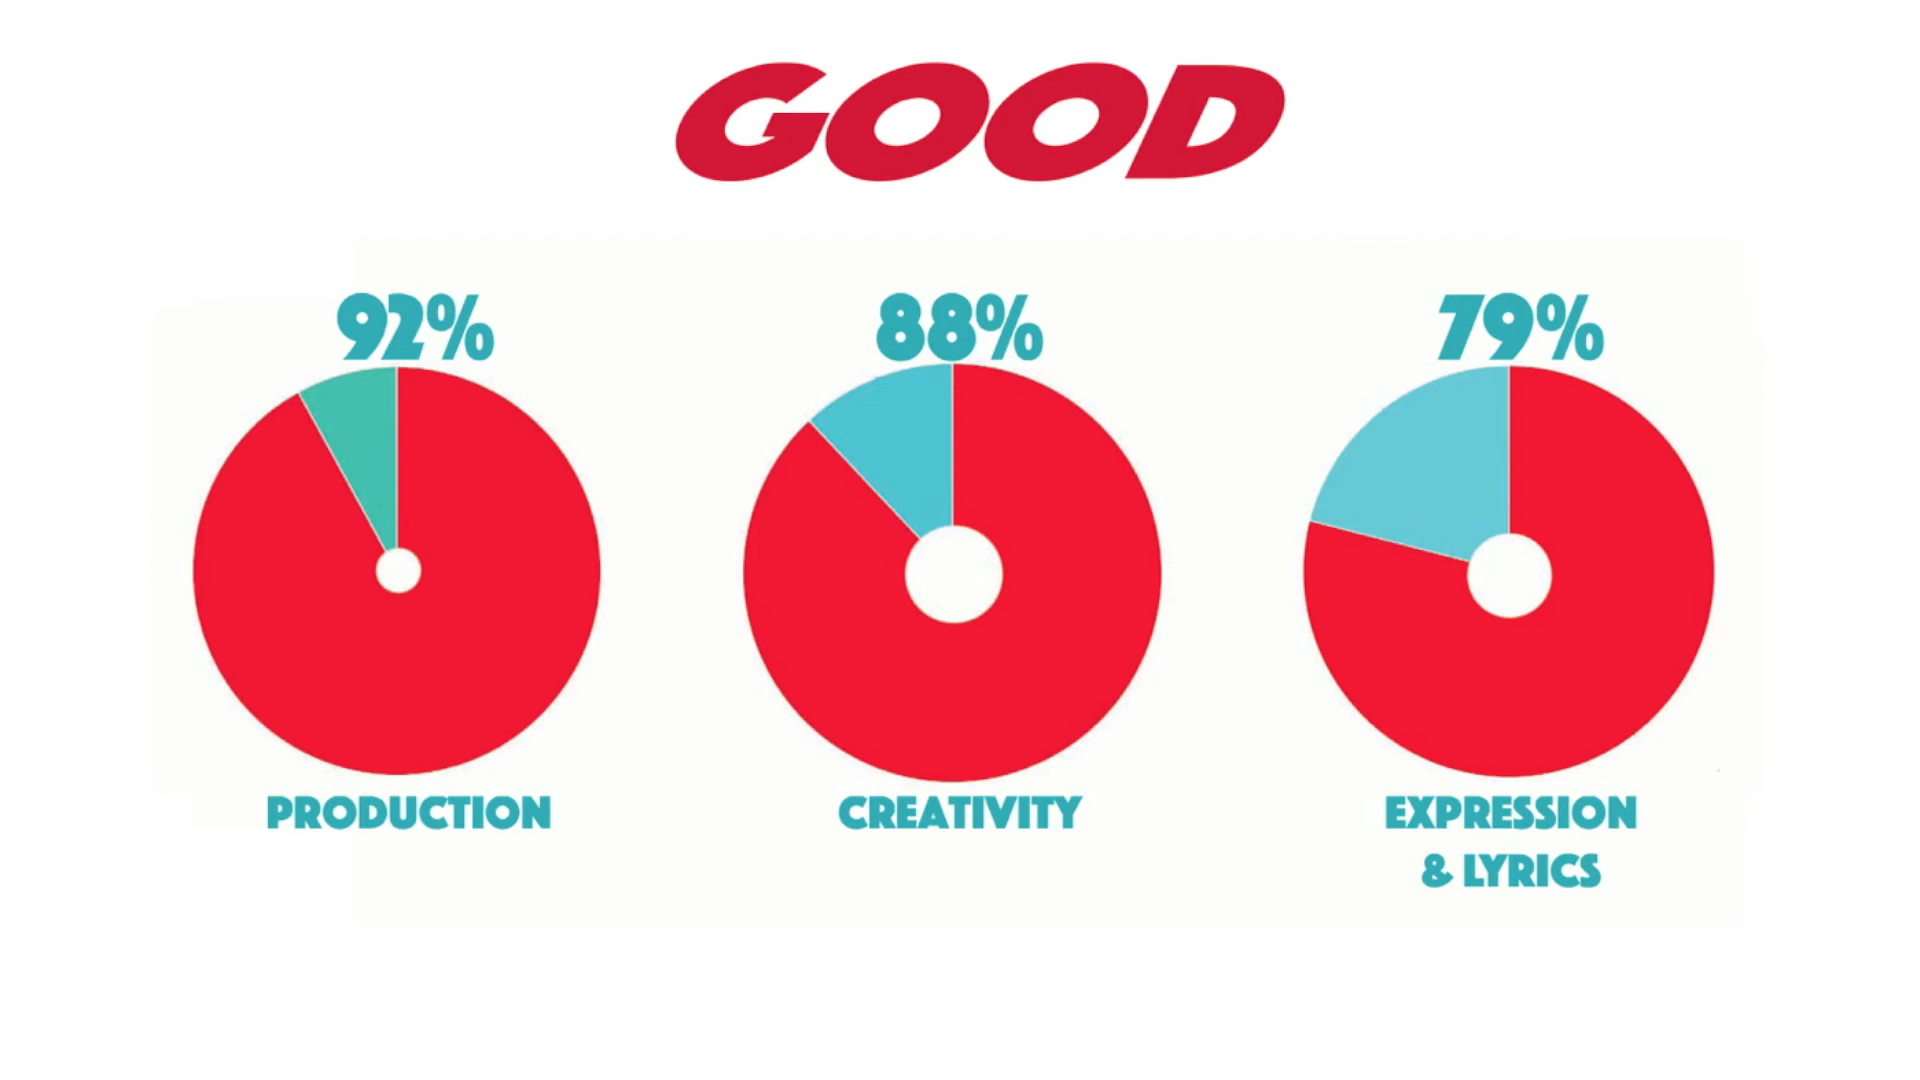 GOOD
92%
88%
79%
PRODUCTION
CREATIVITY
EXPRESSION
& LYRICS